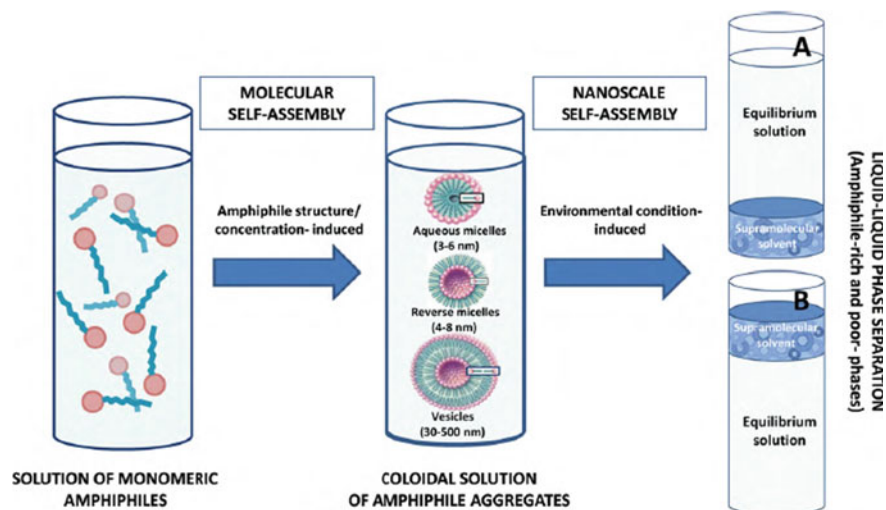 MOLECULAR
SELF-ASSEMBLY
NANOSCALE
SELF-ASSEMBLY
Amphiphile structure/
concentration- induced
Environmental condition-
induced
Aqueous micelles
(3-6 nm)
Reverse micelles
(4-8 nm)
Vesicles
(30-500 nm)
SOLUTION OF MONOMERIC
AMPHIPHILES
COLOIDAL SOLUTION
OF AMPHIPHILE AGGREGATES
A
Equilibrium
solution
Supramolecular
solvent
B
Supramolecular
solvent
Equilibrium
solution
LIQUID-LIQUID PHASE SEPARATION
(Amphiphile-rich and poor- phases)